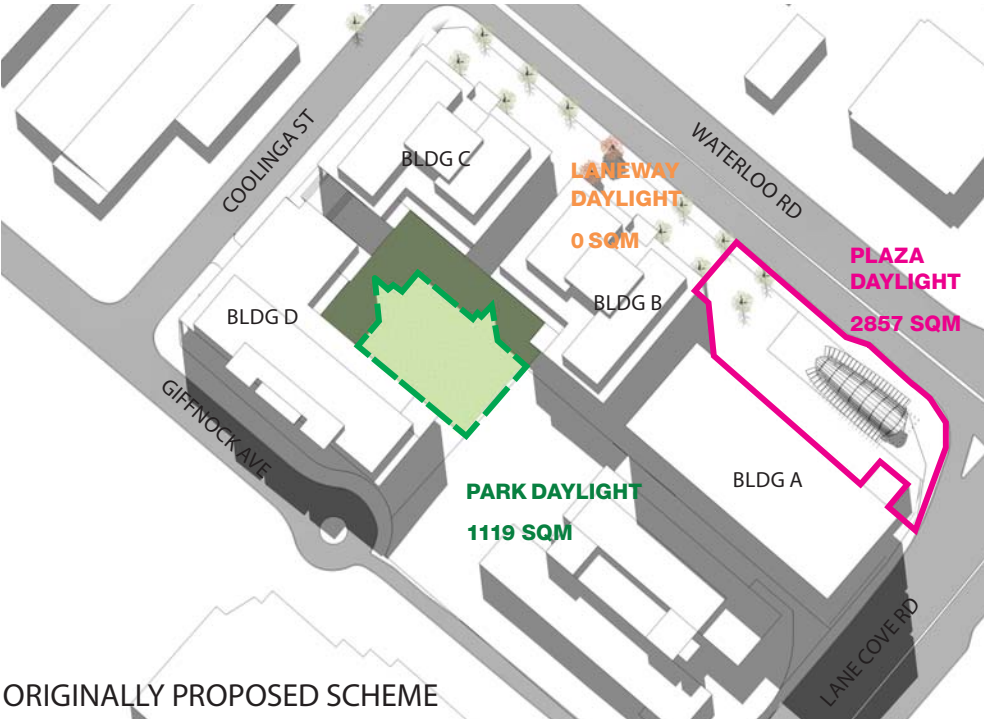 COOLINGA ST
BLDG C
WATERLOO RD
LANEWAY
DAYLIGHT
0 SQM
PLAZA
DAYLIGHT
2857 SQM
BLDG D
BLDG B
GIFFNOCK AVE
BLDG A
PARK DAYLIGHT
1119 SQM
LANE COVE RD
ORIGINALLY PROPOSED SCHEME